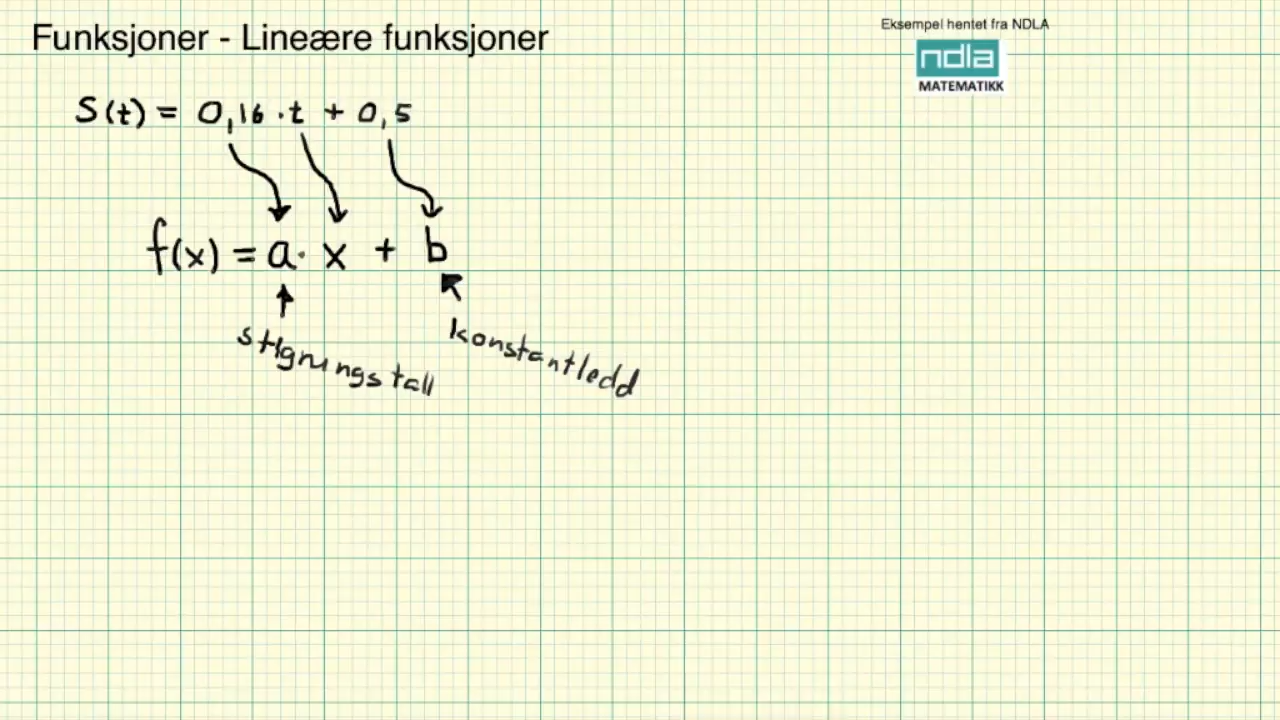 Funksjoner - Lineære funksjoner
Eksempel hentet fra NDLA
ndla
MATEMATIKK
S(t) = 0,16 · t + 0,5
f(x) = a · x + b
stigningstall
konstantledd